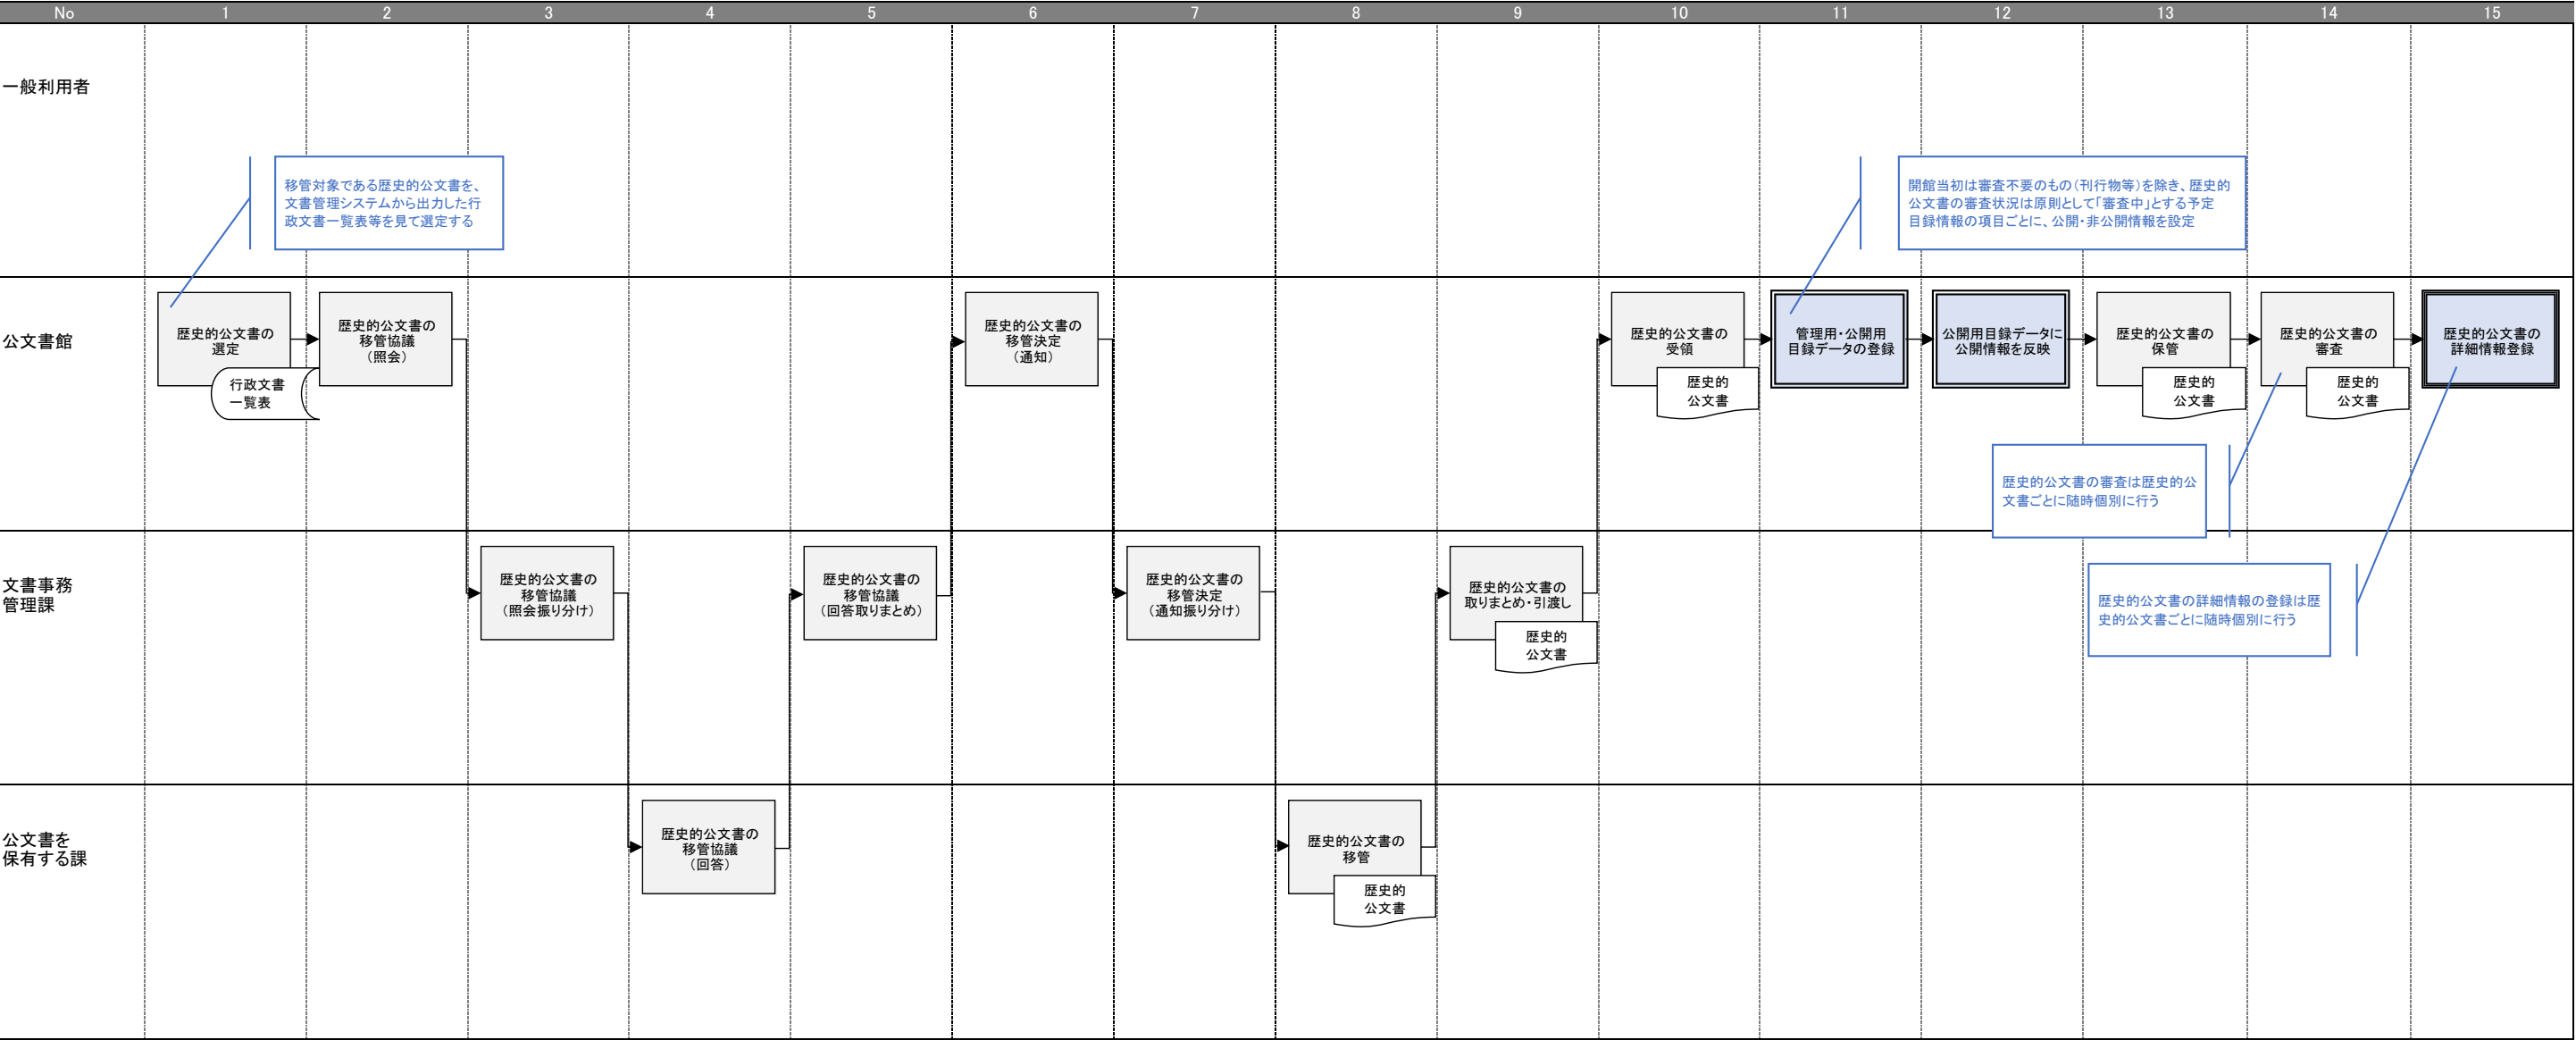 No 1 2 3 4 5 6 7 8 9 10 11 12 13 14 15
一般利用者
移管対象である歴史的公文書を、
文書管理システムから出力した行
政文書一覧表等を見て選定する
開館当初は審査不要のもの（刊行物等）を除き、歴史的
公文書の審査状況は原則として「審査中」とする予定
目録情報の項目ごとに、公開・非公開情報を設定
公文書館
歴史的公文書の
選定
行政文書
一覧表
歴史的公文書の
移管協議
（照会）
歴史的公文書の
移管決定
（通知）
歴史的公文書の
受領
歴史的
公文書
管理用・公開用
目録データの登録
公開用目録データに
公開情報を反映
歴史的公文書の
保管
歴史的
公文書
歴史的公文書の
審査
歴史的
公文書
歴史的公文書の
詳細情報登録
歴史的公文書の審査は歴史的公
文書ごとに随時個別に行う
文書事務
管理課
歴史的公文書の
移管協議
（照会振り分け）
歴史的公文書の
移管協議
（回答取りまとめ）
歴史的公文書の
移管決定
（通知振り分け）
歴史的公文書の
取りまとめ・引渡し
歴史的
公文書
歴史的公文書の詳細情報の登録は歴
史的公文書ごとに随時個別に行う
公文書を
保有する課
歴史的公文書の
移管協議
（回答）
歴史的公文書の
移管
歴史的
公文書